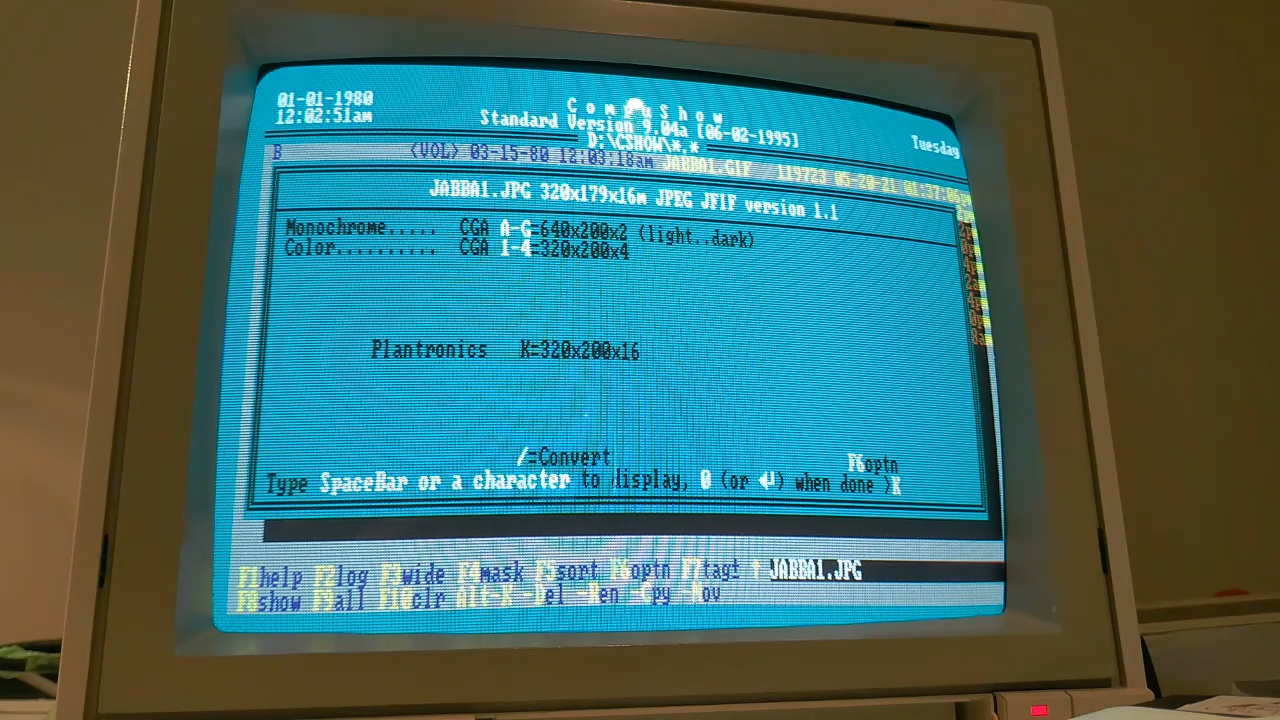 01-01-1980
12:02:51am
CompuShow
Standard Version 9.04a [06-02-1995]
Tuesday
D:\CSHOW\*.*
B <VOL> 03-15-80 12:03:18am JABBA1.GIF 119723 05-20-21 01:37:06pm
JABBA1.JPG 320x179x16m JPEG JFIF version 1.1
Monochrome..... CGA A-G=640x200x2 (light..dark)
Color.......... CGA 1-4=320x200x4
Plantronics K=320x200x16
/=Convert F6optn
Type SpaceBar or a character to display, 0 (or ↵) when done >X
F1help F2log F3wide F4mask F5sort F6optn F7tag↑ ↑ JABBA1.JPG
F8show F9all F10clr Alt-X -Del -Ren -Cpy -Mov